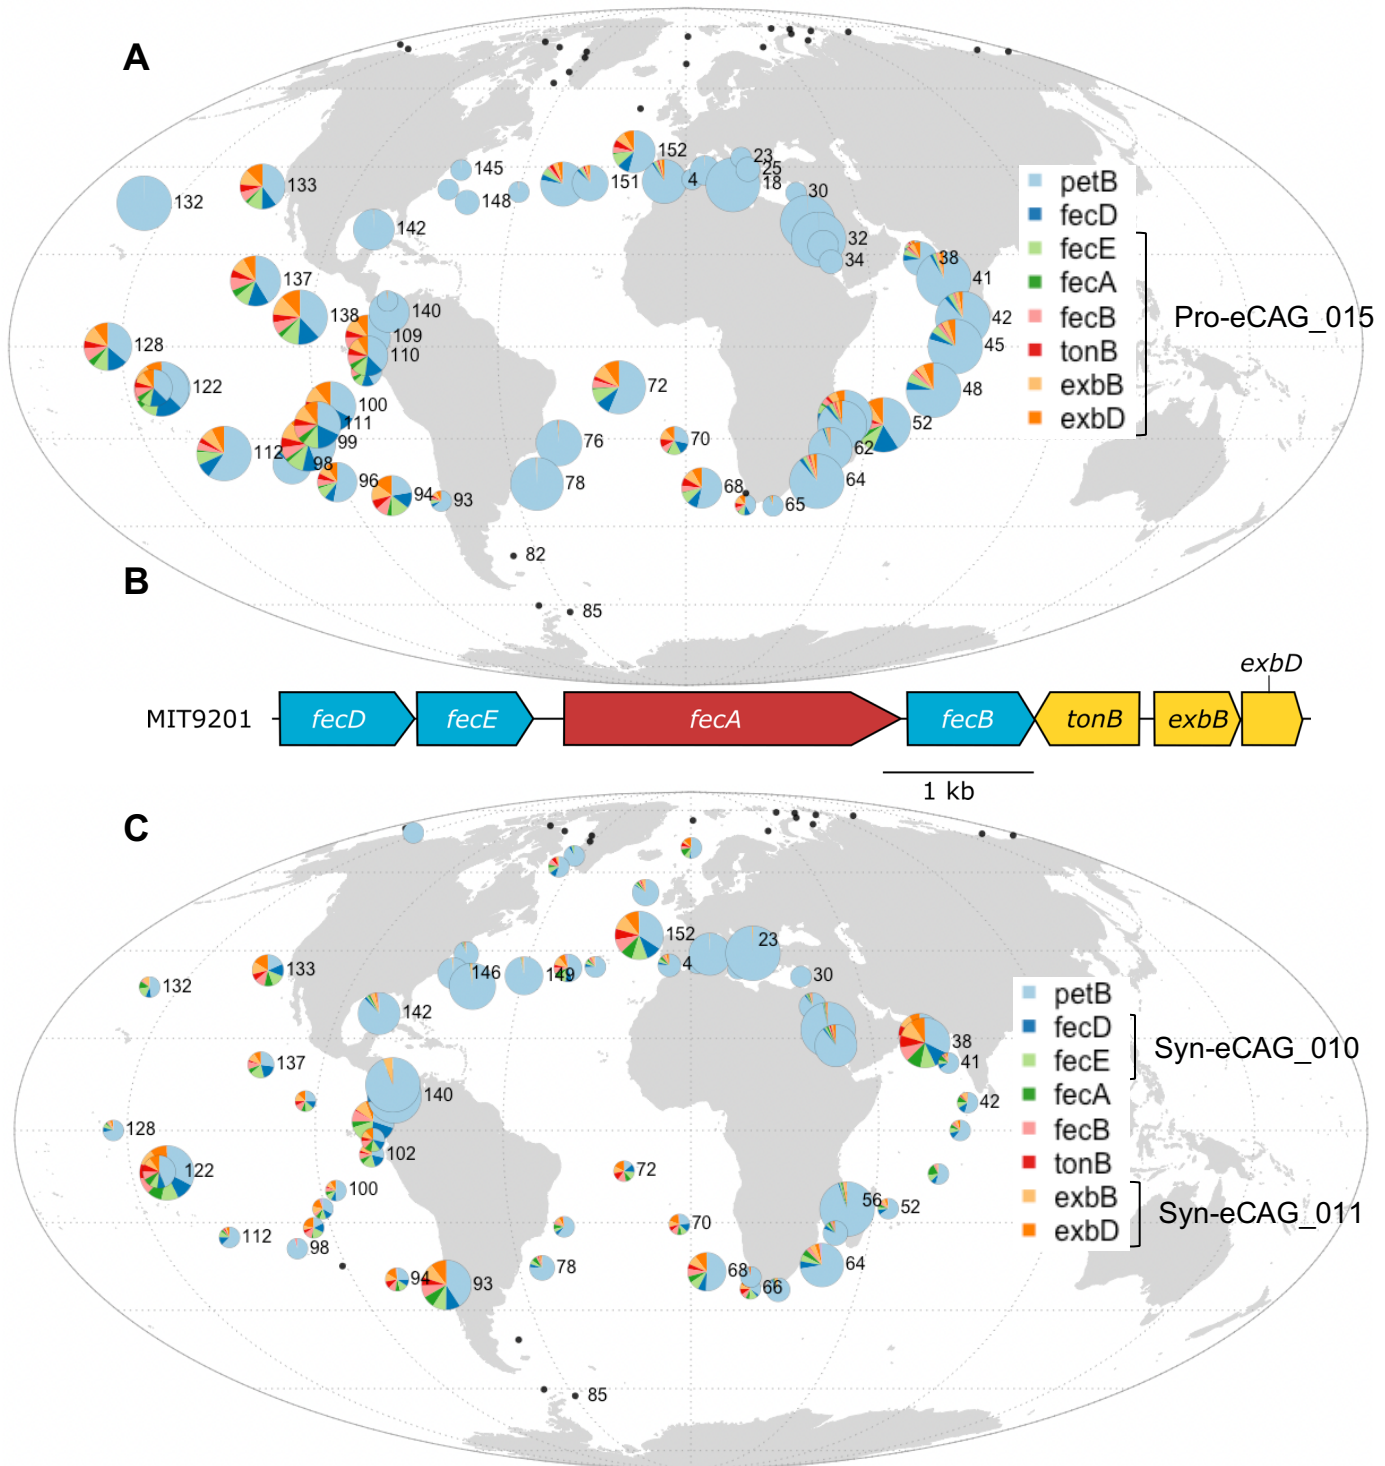 A
152
23
145
25
133
151
4
18
petB
132
148
30
fecD
142
32
38
fecE
34
137
41
fecA
138
140
42
fecB
Pro-eCAG_015
109
45
tonB
128
110
122
72
48
exbB
100
exbD
111
52
99
76
70
62
112
98
96
68
64
94
93
78
65
82
B
85
exbD
MIT9201
fecD
fecE
fecA
fecB
tonB
exbB
1 kb
C
152
23
133
146
149
4
30
132
petB
142
fecD
38
Syn-eCAG_010
137
41
fecE
140
fecA
42
128
fecB
102
tonB
122
72
100
56
52
exbB
70
Syn-eCAG_011
112
98
exbD
68
64
94
93
78
66
85